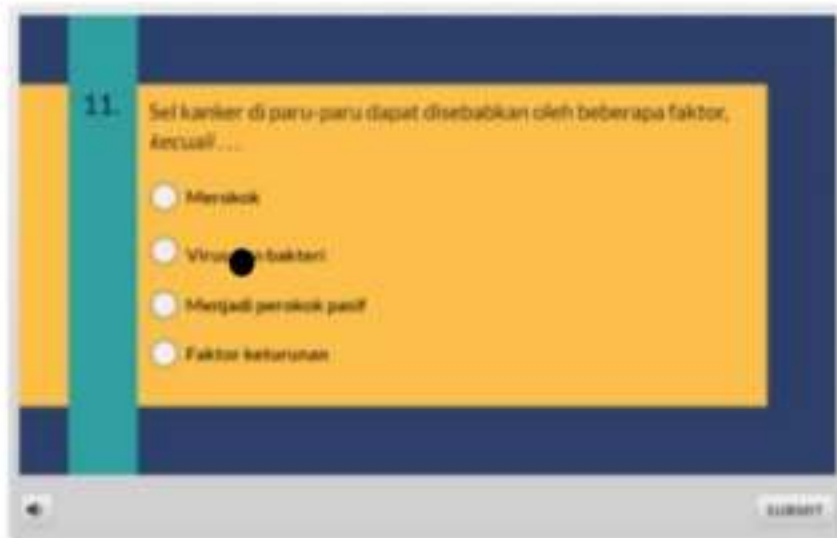 11.
Sel kanker di paru-paru dapat disebabkan oleh beberapa faktor,
kecuali . . .
Merokok
bakteri
Menjadi perokok pasif
Faktor keturunan
SUBMIT